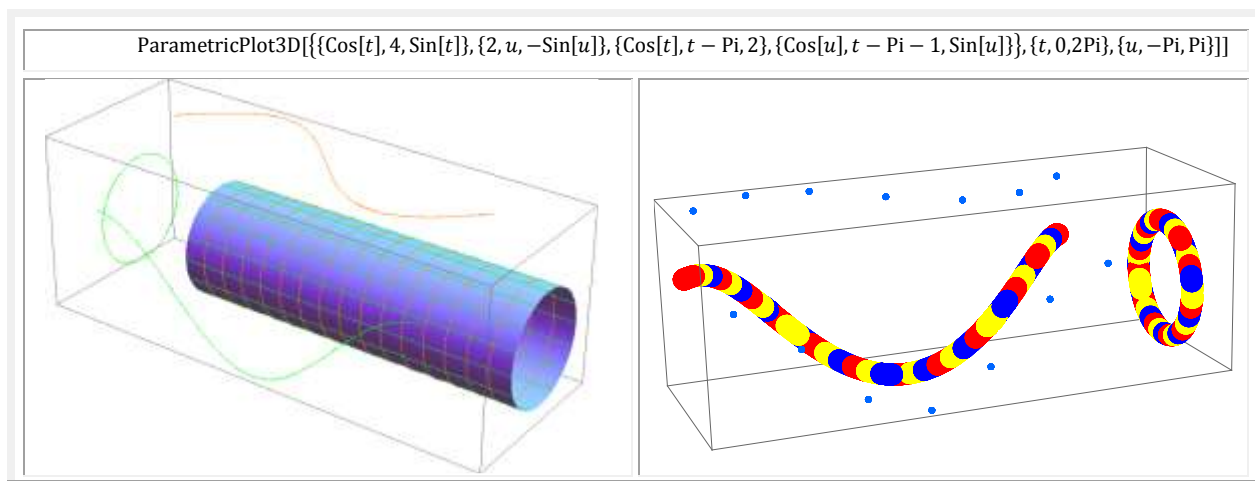 ParametricPlot3D[{{Cos[t], 4, Sin[t]}, {2, u, −Sin[u]}, {Cos[t], t − Pi, 2}, {Cos[u], t − Pi − 1, Sin[u]}}, {t, 0,2Pi}, {u, −Pi, Pi}]]